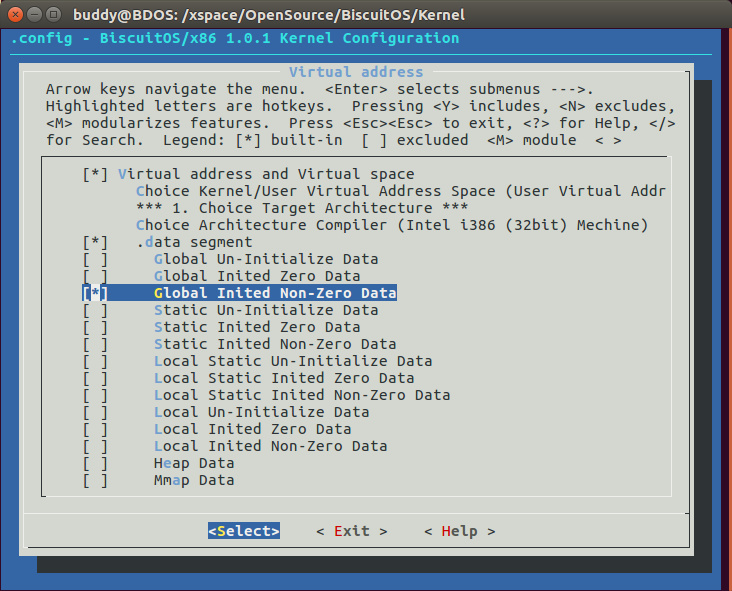 buddy@BDOS: /xspace/OpenSource/BiscuitOS/Kernel
.config - BiscuitOS/x86 1.0.1 Kernel Configuration
Virtual address
Arrow keys navigate the menu.  <Enter> selects submenus --->.
Highlighted letters are hotkeys.  Pressing <Y> includes, <N> excludes,
<M> modularizes features.  Press <Esc><Esc> to exit, <?> for Help, </>
for Search.  Legend: [*] built-in  [ ] excluded  <M> module  < >
[*] Virtual address and Virtual space
Choice Kernel/User Virtual Address Space (User Virtual Addr
*** 1. Choice Target Architecture ***
Choice Architecture Compiler (Intel i386 (32bit) Mechine)
[*]   .data segment
[ ]     Global Un-Initialize Data
[ ]     Global Inited Zero Data
[*]     Global Inited Non-Zero Data
[ ]     Static Un-Initialize Data
[ ]     Static Inited Zero Data
[ ]     Static Inited Non-Zero Data
[ ]     Local Static Un-Initialize Data
[ ]     Local Static Inited Zero Data
[ ]     Local Static Inited Non-Zero Data
[ ]     Local Un-Initialize Data
[ ]     Local Inited Zero Data
[ ]     Local Inited Non-Zero Data
[ ]     Heap Data
[ ]     Mmap Data
<Select>    < Exit >    < Help >